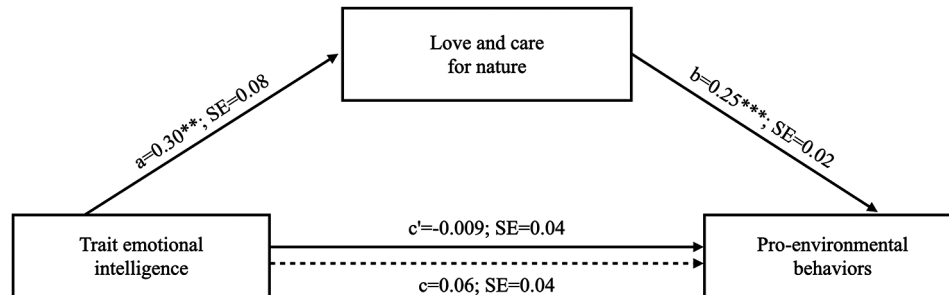 Love and care
for nature
a=0.30**; SE=0.08
b=0.25***; SE=0.02
Trait emotional
intelligence
c'=-0.009; SE=0.04
c=0.06; SE=0.04
Pro-environmental
behaviors